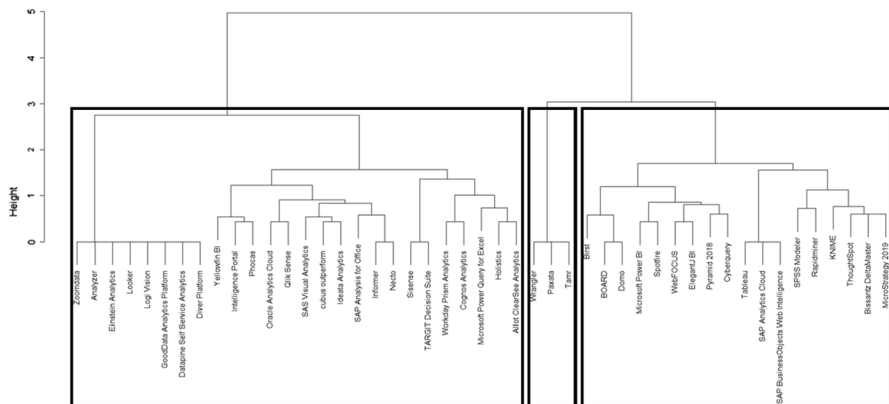 5
4
3
2
1
0
Height
Zoomdata
Analyzer
Einstein Analytics
Looker
Logi Vision
GoodData Analytics Platform
Datapine Self Service Analytics
Diver Platform
Yellowfin BI
Intelligence Portal
Phocas
Oracle Analytics Cloud
Qlik Sense
SAS Visual Analytics
cubus outperform
Ideata Analytics
SAP Analysis for Office
Informer
Necto
Sisense
TARGIT Decision Suite
Workday Prism Analytics
Cognos Analytics
Microsoft Power Query for Excel
Holistics
Allot ClearSee Analytics
Wrangler
Paxata
Tamr
Birst
BOARD
Domo
Microsoft Power BI
Spotfire
WebFOCUS
ElegantJ BI
Pyramid 2018
Cyberquery
Tableau
SAP Analytics Cloud
SAP BusinessObjects Web Intelligence
SPSS Modeler
Rapidminer
KNIME
ThoughtSpot
Bissantz DeltaMaster
MicroStrategy 2019